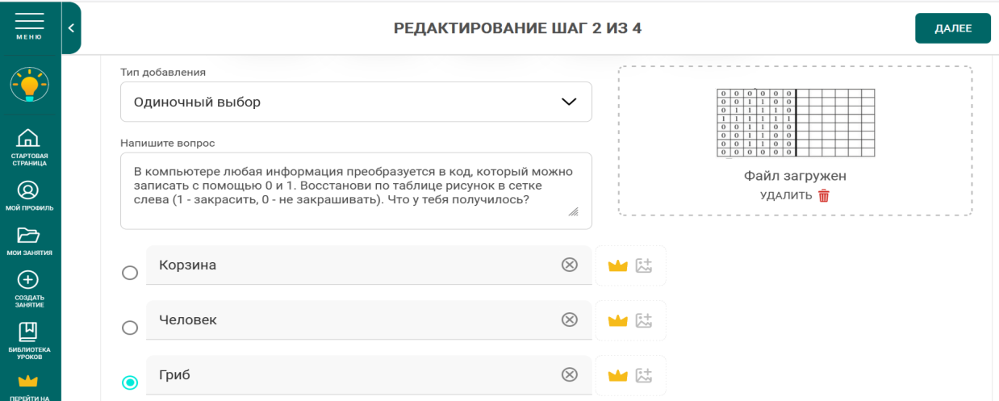 МЕНЮ
РЕДАКТИРОВАНИЕ ШАГ 2 ИЗ 4
ДАЛЕЕ
СТАРТОВАЯ
СТРАНИЦА
МОЙ ПРОФИЛЬ
МОИ ЗАНЯТИЯ
СОЗДАТЬ
ЗАНЯТИЕ
БИБЛИОТЕКА
УРОКОВ
ПЕРЕЙТИ НА
Тип добавления
Одиночный выбор
Напишите вопрос
В компьютере любая информация преобразуется в код, который можно
записать с помощью 0 и 1. Восстанови по таблице рисунок в сетке
слева (1 - закрасить, 0 - не закрашивать). Что у тебя получилось?
0 0 0 0 0 0
0 0 1 1 0 0
0 1 1 1 1 0
1 1 1 1 1 1
0 0 1 1 0 0
0 0 1 1 0 0
0 0 1 1 0 0
0 0 0 0 0 0
Файл загружен
УДАЛИТЬ
Корзина
Человек
Гриб